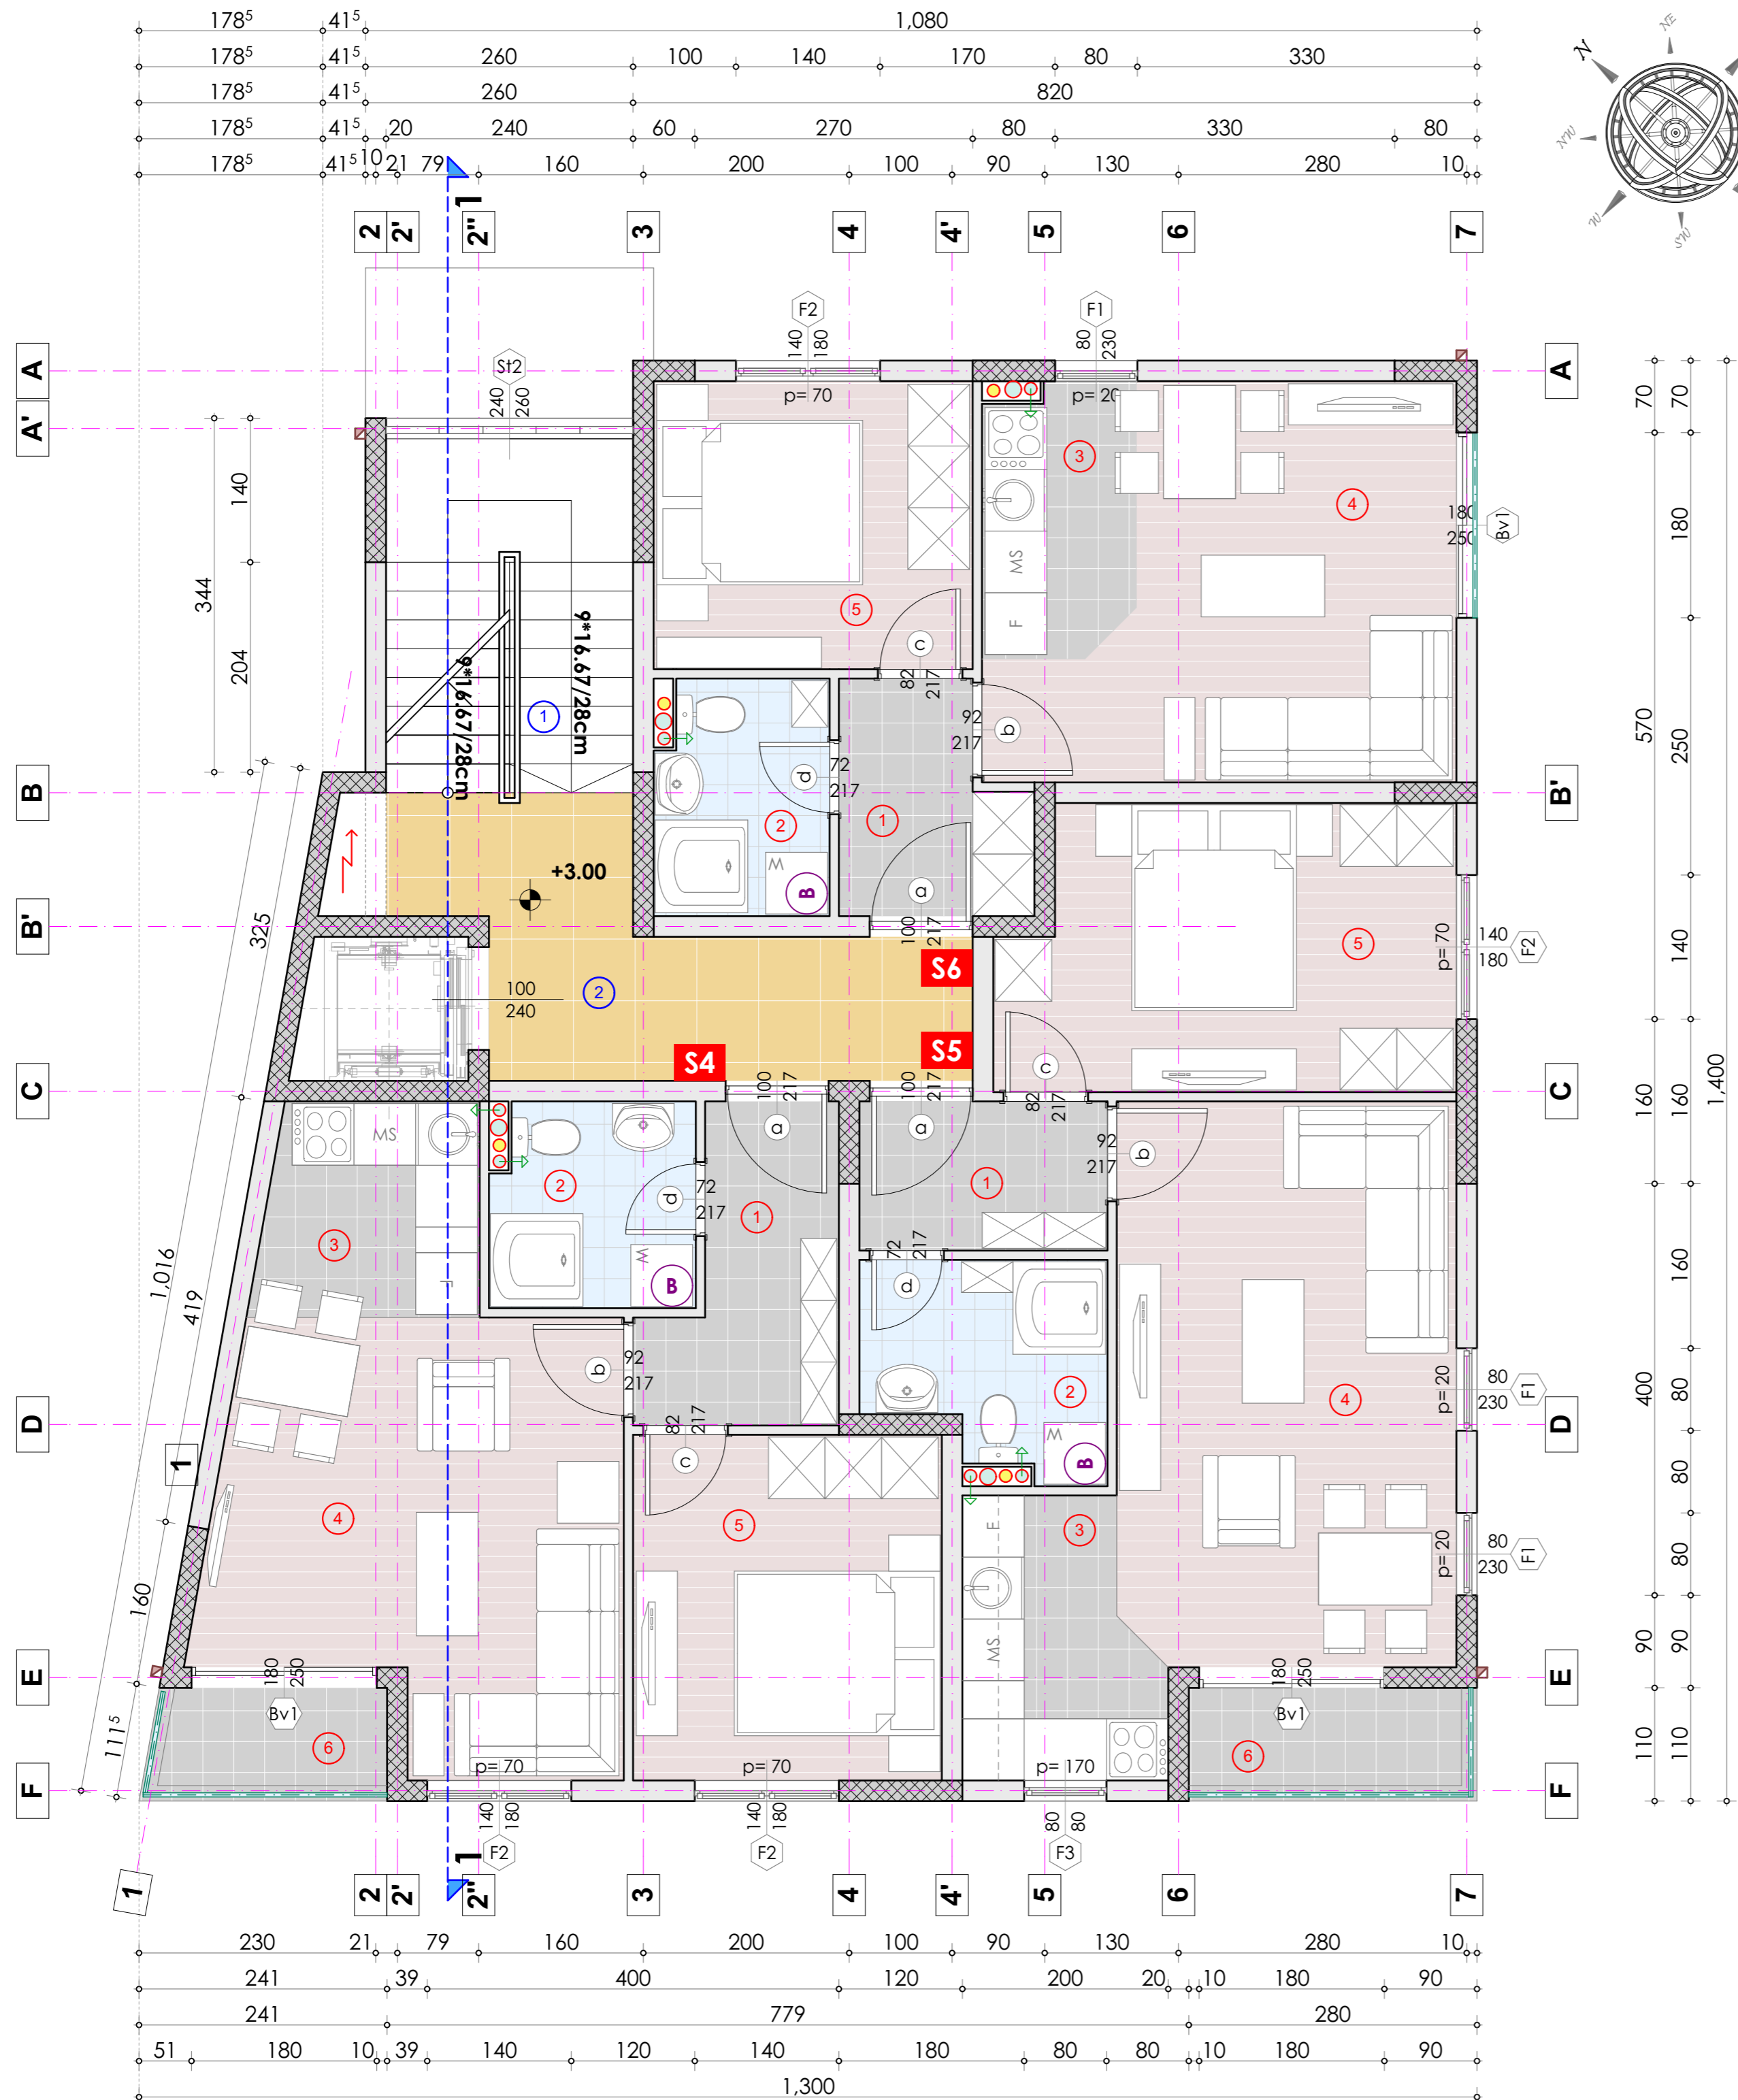 178⁵ 41⁵ 1,080
178⁵ 41⁵ 260 100 140 170 80 330
178⁵ 41⁵ 260 820
178⁵ 41⁵ 20 240 60 270 80 330 80
178⁵ 41⁵ 10 21 79 160 200 100 90 130 280 10
N NE NW W SW
1
2 2' 2" 3 4 4' 5 6 7
F2 140 180 p= 70
F1 80 230 p= 20
St2 240 260
A A
A'
70 70
140
344
204
180
180 250 Bv1
3
4
MS
F
5
c
82 217
9*16.67/28cm
9*16.67/28cm
1
92 217 b
570
250
B B'
d 72 217
2
1
W B
a
100 217
+3.00
325
B'
S6
5
p= 70 140 180 F2
140
100 240
2
S4
S5
c
82 217
1,400
C C
100 217
a
100 217
a
92 217 b
160 160
MS
2
d 72 217
1
1
3
W B
72 217
d
1,016
419
160
b 92 217
2
4
p= 20 80 230 F1
400 80
D D
82 217
c
W B
1
4
5
E
3
80
p= 20 80 230 F1
80
MS
160
90 90
E E
180 250
Bv1
180 250
Bv1
111⁵
6
6
110 110
p= 70
p= 70
p= 170
F F
140 180 F2
140 180 F2
80 80 F3
1
1
2 2' 2" 3 4 4' 5 6 7
230 21 79 160 200 100 90 130 280 10
241 39 400 120 200 20 10 180 90
241 779 280
51 180 10 39 140 120 140 180 80 80 10 180 90
1,300